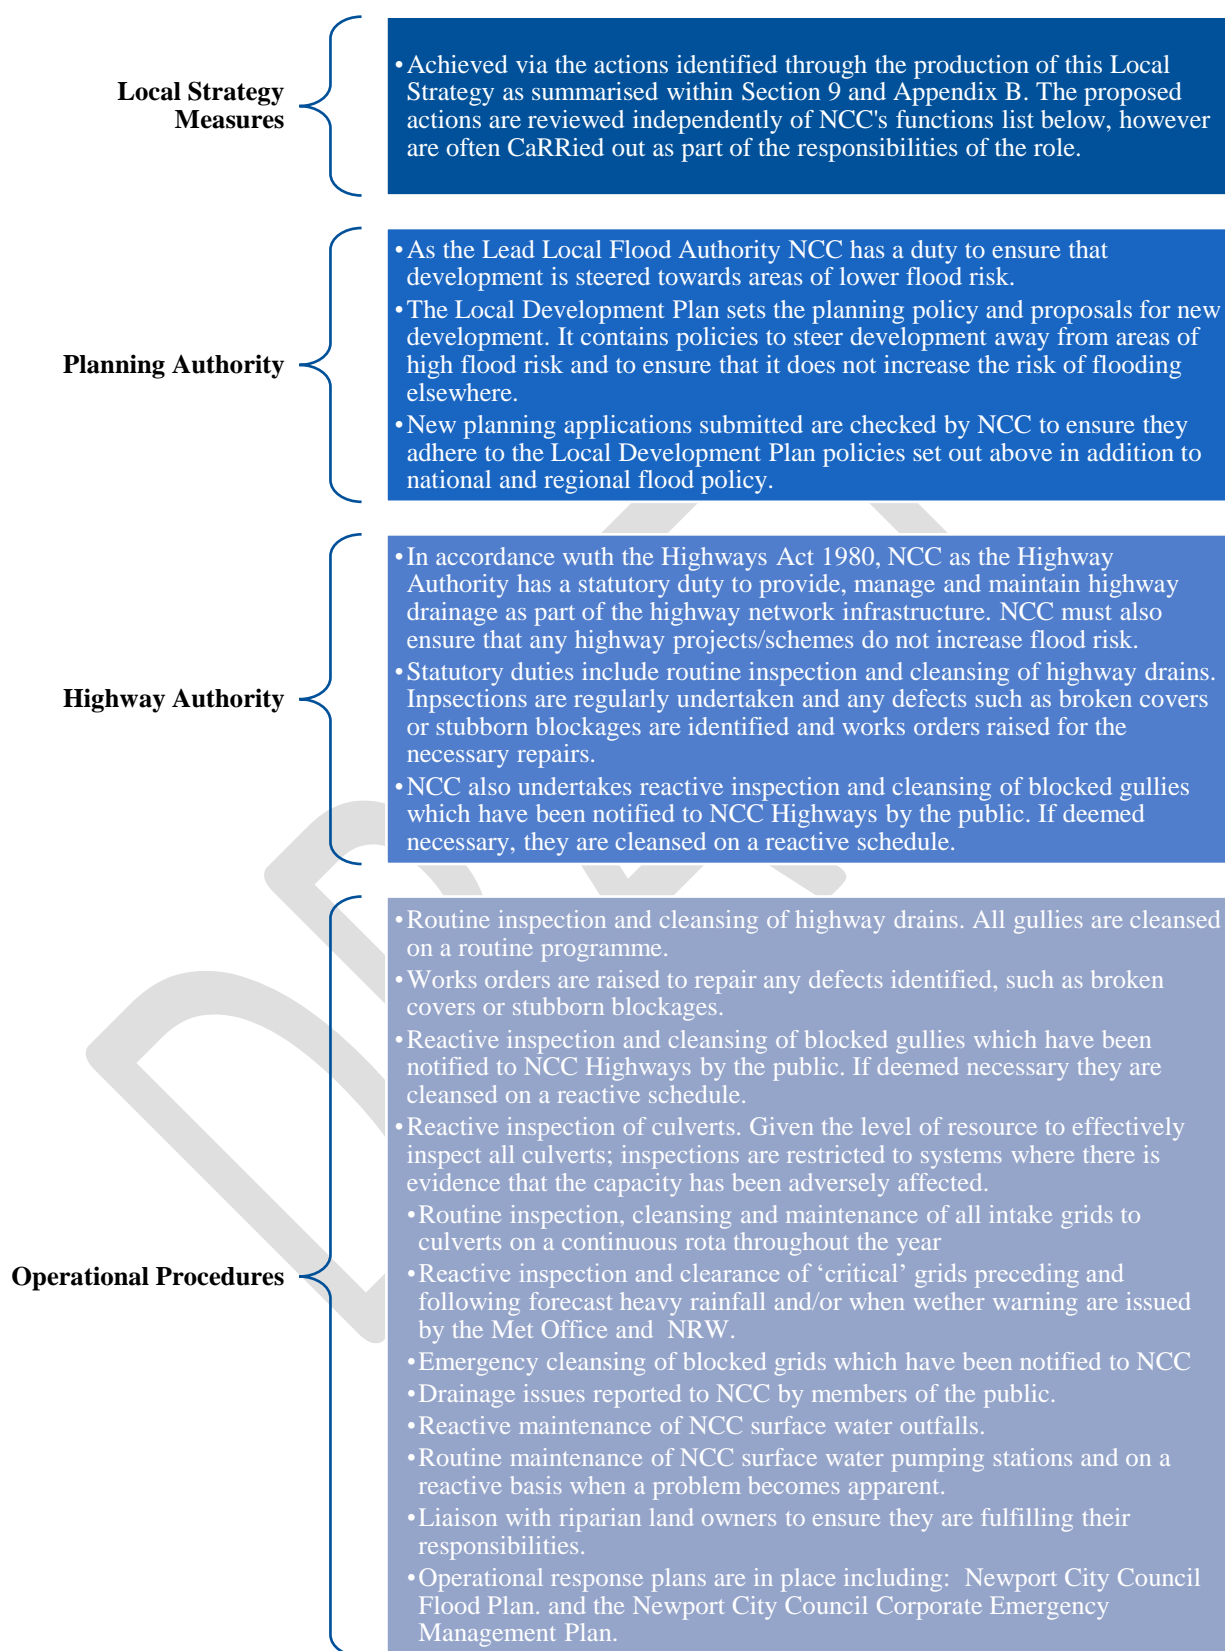 Local Strategy
Measures
•Achieved via the actions identified through the production of this Local
Strategy as summarised within Section 9 and Appendix B. The proposed
actions are reviewed independently of NCC's functions list below, however
are often CaRRied out as part of the responsibilities of the role.
Planning Authority
•As the Lead Local Flood Authority NCC has a duty to ensure that
development is steered towards areas of lower flood risk.
•The Local Development Plan sets the planning policy and proposals for new
development. It contains policies to steer development away from areas of
high flood risk and to ensure that it does not increase the risk of flooding
elsewhere.
•New planning applications submitted are checked by NCC to ensure they
adhere to the Local Development Plan policies set out above in addition to
national and regional flood policy.
Highway Authority
•In accordance wuth the Highways Act 1980, NCC as the Highway
Authority has a statutory duty to provide, manage and maintain highway
drainage as part of the highway network infrastructure. NCC must also
ensure that any highway projects/schemes do not increase flood risk.
•Statutory duties include routine inspection and cleansing of highway drains.
Inpsections are regularly undertaken and any defects such as broken covers
or stubborn blockages are identified and works orders raised for the
necessary repairs.
•NCC also undertakes reactive inspection and cleansing of blocked gullies
which have been notified to NCC Highways by the public. If deemed
necessary, they are cleansed on a reactive schedule.
Operational Procedures
•Routine inspection and cleansing of highway drains. All gullies are cleansed
on a routine programme.
•Works orders are raised to repair any defects identified, such as broken
covers or stubborn blockages.
•Reactive inspection and cleansing of blocked gullies which have been
notified to NCC Highways by the public. If deemed necessary they are
cleansed on a reactive schedule.
•Reactive inspection of culverts. Given the level of resource to effectively
inspect all culverts; inspections are restricted to systems where there is
evidence that the capacity has been adversely affected.
•Routine inspection, cleansing and maintenance of all intake grids to
culverts on a continuous rota throughout the year
•Reactive inspection and clearance of ‘critical’ grids preceding and
following forecast heavy rainfall and/or when wether warning are issued
by the Met Office and  NRW.
•Emergency cleansing of blocked grids which have been notified to NCC
•Drainage issues reported to NCC by members of the public.
•Reactive maintenance of NCC surface water outfalls.
•Routine maintenance of NCC surface water pumping stations and on a
reactive basis when a problem becomes apparent.
•Liaison with riparian land owners to ensure they are fulfilling their
responsibilities.
•Operational response plans are in place including:  Newport City Council
Flood Plan. and the Newport City Council Corporate Emergency
Management Plan.